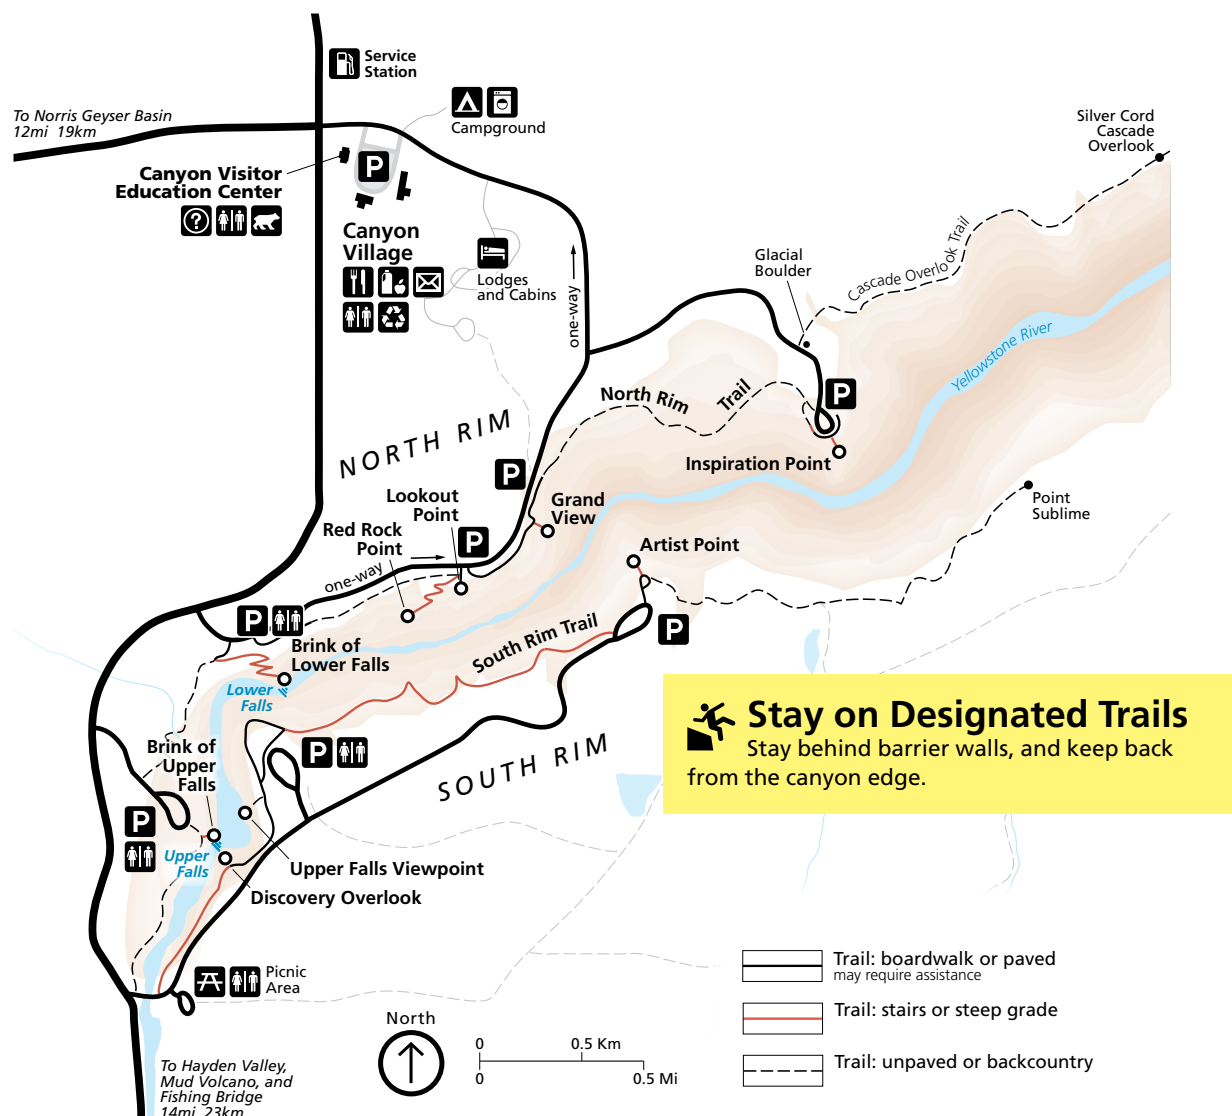 Service
Station
To Norris Geyser Basin
12mi 19km
Campground
Silver Cord
Cascade
Overlook
Canyon Visitor
Education Center
?
P
Canyon
Village
Lodges
and Cabins
one-way
Glacial
Boulder
Cascade Overlook Trail
Yellowstone River
North Rim Trail
P
Inspiration Point
NORTH RIM
P
Lookout
Point
Grand
View
Point
Sublime
Red Rock
Point
P
Artist Point
one-way
P
Brink of
Lower Falls
South Rim Trail
P
Lower
Falls
Stay on Designated Trails
Stay behind barrier walls, and keep back
from the canyon edge.
Brink of
Upper
Falls
P
SOUTH RIM
P
Upper
Falls
Upper Falls Viewpoint
Discovery Overlook
Picnic
Area
Trail: boardwalk or paved
may require assistance
Trail: stairs or steep grade
Trail: unpaved or backcountry
North
0 0.5 Km
0 0.5 Mi
To Hayden Valley,
Mud Volcano, and
Fishing Bridge
14mi 23km